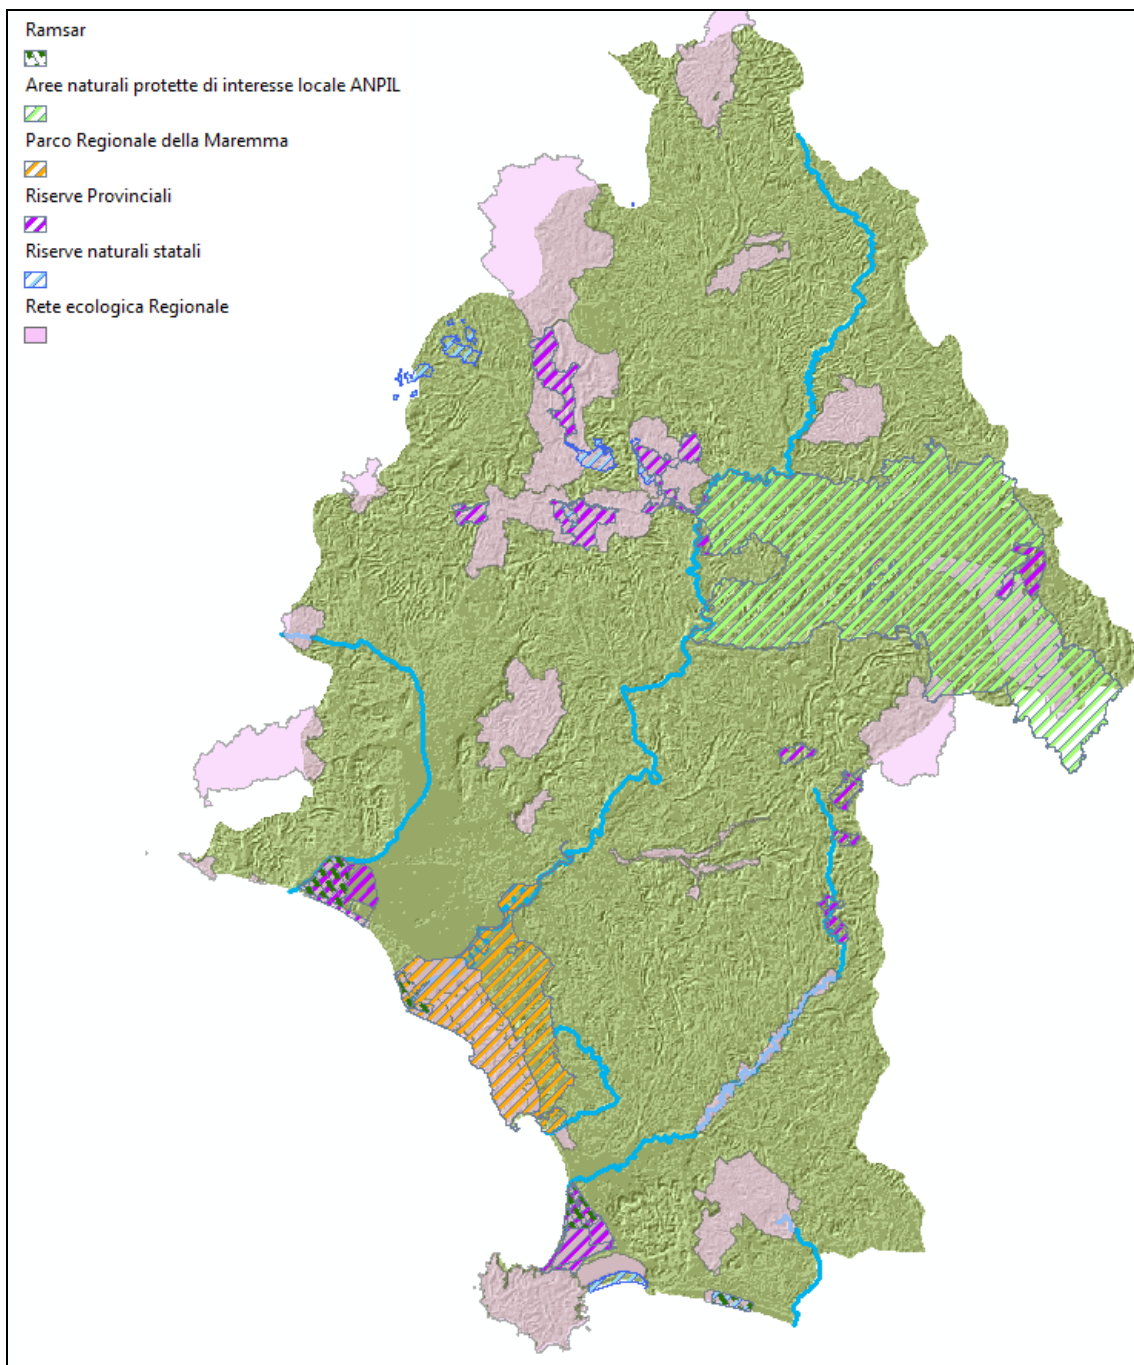 Ramsar
Aree naturali protette di interesse locale ANPIL
Parco Regionale della Maremma
Riserve Provinciali
Riserve naturali statali
Rete ecologica Regionale